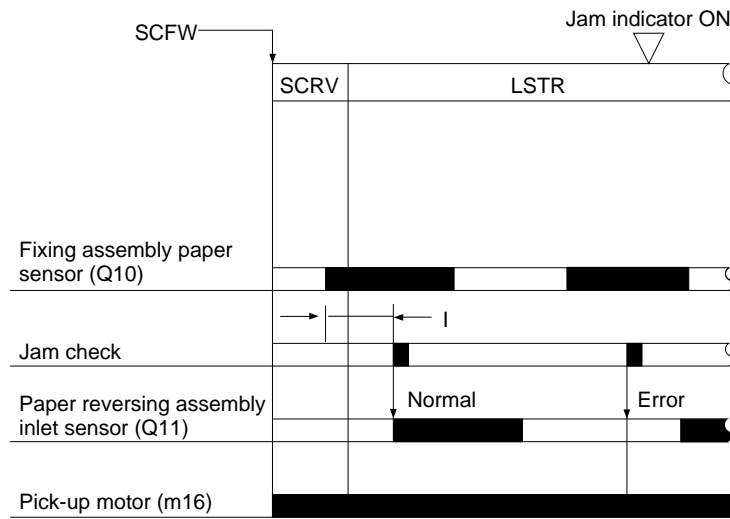 Jam indicator ON
SCFW
SCRV
LSTR
Fixing assembly paper
sensor (Q10)
I
Jam check
Normal
Error
Paper reversing assembly
inlet sensor (Q11)
Pick-up motor (m16)